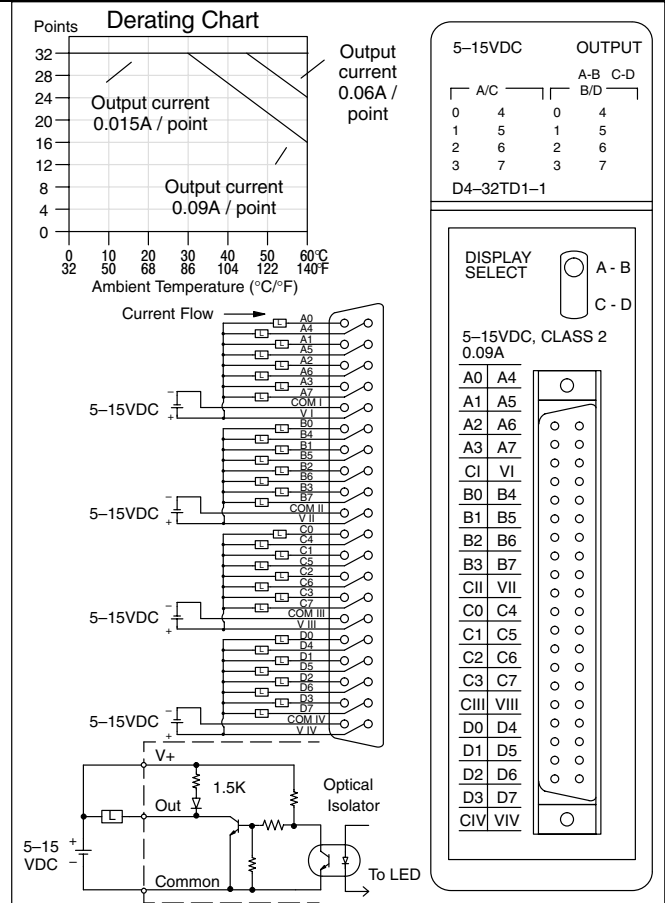 Derating Chart
Points
32
28
24
20
16
12
8
4
0
Output current
0.015A / point
Output
current
0.06A /
point
Output current
0.09A / point
0 10 20 30 40 50 60°C
32 50 68 86 104 122 140°F
Ambient Temperature (°C/°F)
Current Flow
L A0
L A4
L A1
L A5
L A2
L A6
L A3
L A7
COM I
V I
5–15VDC
– +
L B0
L B4
L B1
L B5
L B2
L B6
L B3
L B7
COM II
V II
5–15VDC
– +
L C0
L C4
L C1
L C5
L C2
L C6
L C3
L C7
COM III
V III
5–15VDC
– +
L D0
L D4
L D1
L D5
L D2
L D6
L D3
L D7
COM IV
V IV
5–15VDC
– +
V+
1.5K
Optical
Isolator
Out
L
5–15
VDC
+
–
Common
To LED
5–15VDC OUTPUT
A-B C-D
A/C B/D
0 4 0 4
1 5 1 5
2 6 2 6
3 7 3 7
D4–32TD1–1
DISPLAY
SELECT
A - B
C - D
5–15VDC, CLASS 2
0.09A
A0 A4
A1 A5
A2 A6
A3 A7
CI VI
B0 B4
B1 B5
B2 B6
B3 B7
CII VII
C0 C4
C1 C5
C2 C6
C3 C7
CIII VIII
D0 D4
D1 D5
D2 D6
D3 D7
CIV VIV